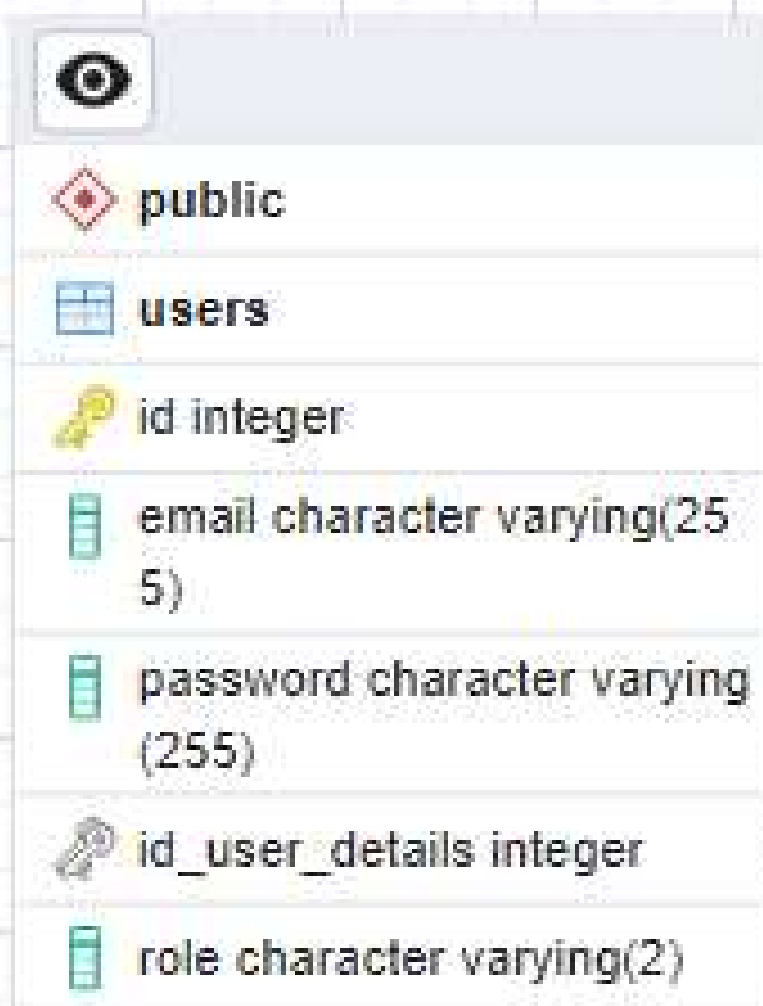 public
users
id integer
email character varying(25
5)
password character varying
(255)
id_user_details integer
role character varying(2)